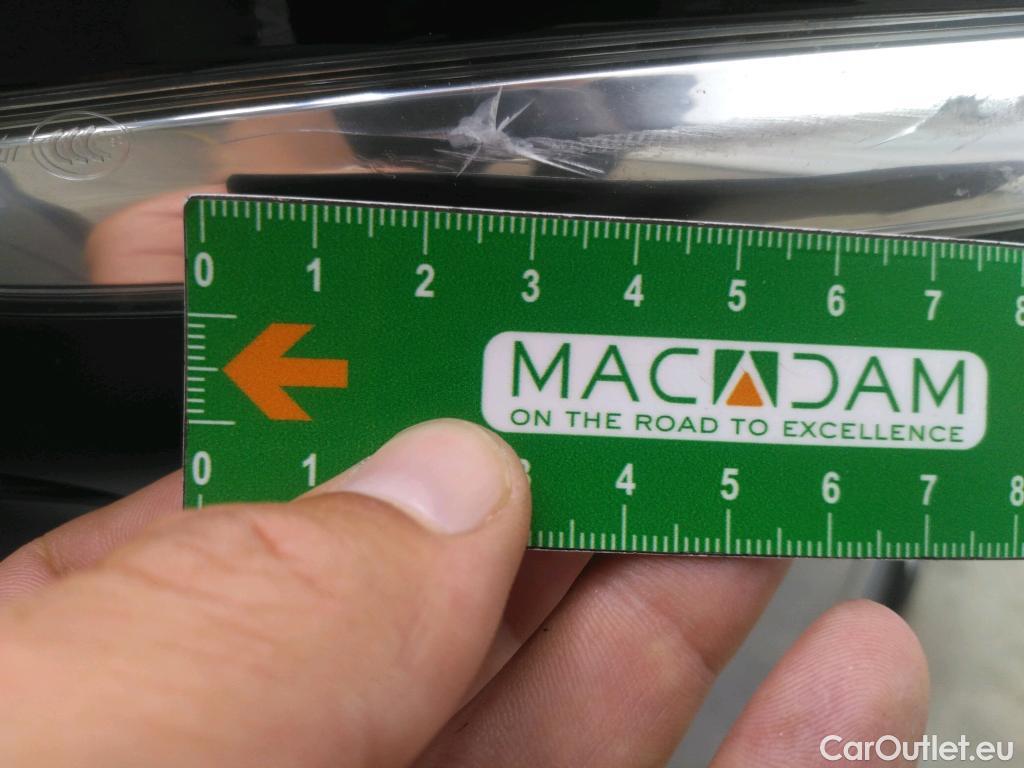 0 1 2 3 4 5 6 7 8
MACADAM
ON THE ROAD TO EXCELLENCE
0 1 3 4 5 6 7 8
CarOutlet.eu